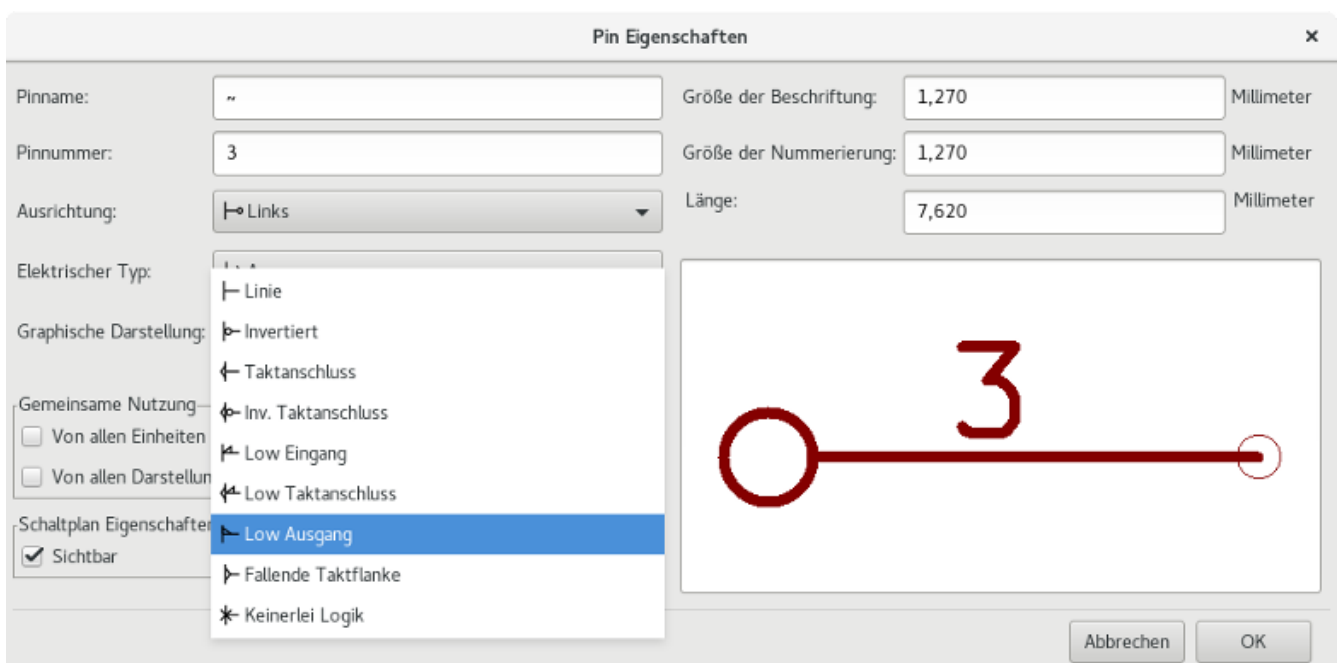 Pin Eigenschaften
Pinname:
~
Größe der Beschriftung:
1,270
Millimeter
Pinnummer:
3
Größe der Nummerierung:
1,270
Millimeter
Ausrichtung:
Links
Länge:
7,620
Millimeter
Elektrischer Typ:
Graphische Darstellung:
Linie
Invertiert
Taktanschluss
Inv. Taktanschluss
Low Eingang
Low Taktanschluss
Low Ausgang
Fallende Taktflanke
Keinerlei Logik
Gemeinsame Nutzung
Von allen Einheiten
Von allen
Schaltplan
Sichtbar
3
Abbrechen
OK